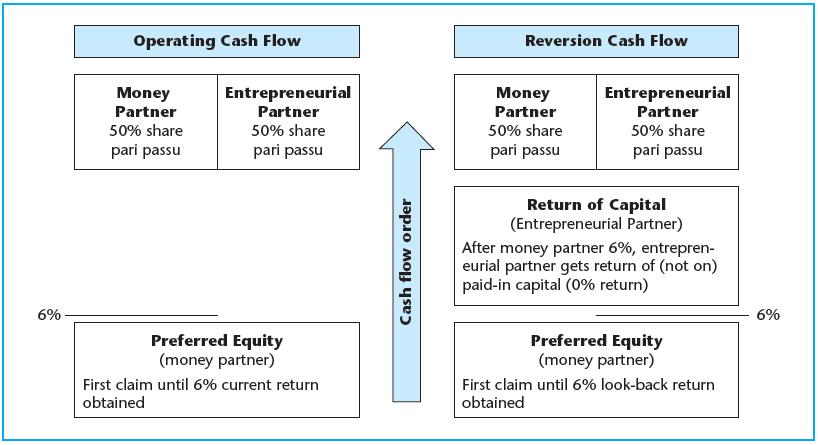 Operating Cash Flow
Money
Partner
50% share
pari passu
Entrepreneurial
Partner
50% share
pari passu
6%
Preferred Equity
(money partner)
First claim until 6% current return
obtained
Cash flow order
Reversion Cash Flow
Money
Partner
50% share
pari passu
Entrepreneurial
Partner
50% share
pari passu
Return of Capital
(Entrepreneurial Partner)
After money partner 6%, entrepren-
eurial partner gets return of (not on)
paid-in capital (0% return)
6%
Preferred Equity
(money partner)
First claim until 6% look-back return
obtained